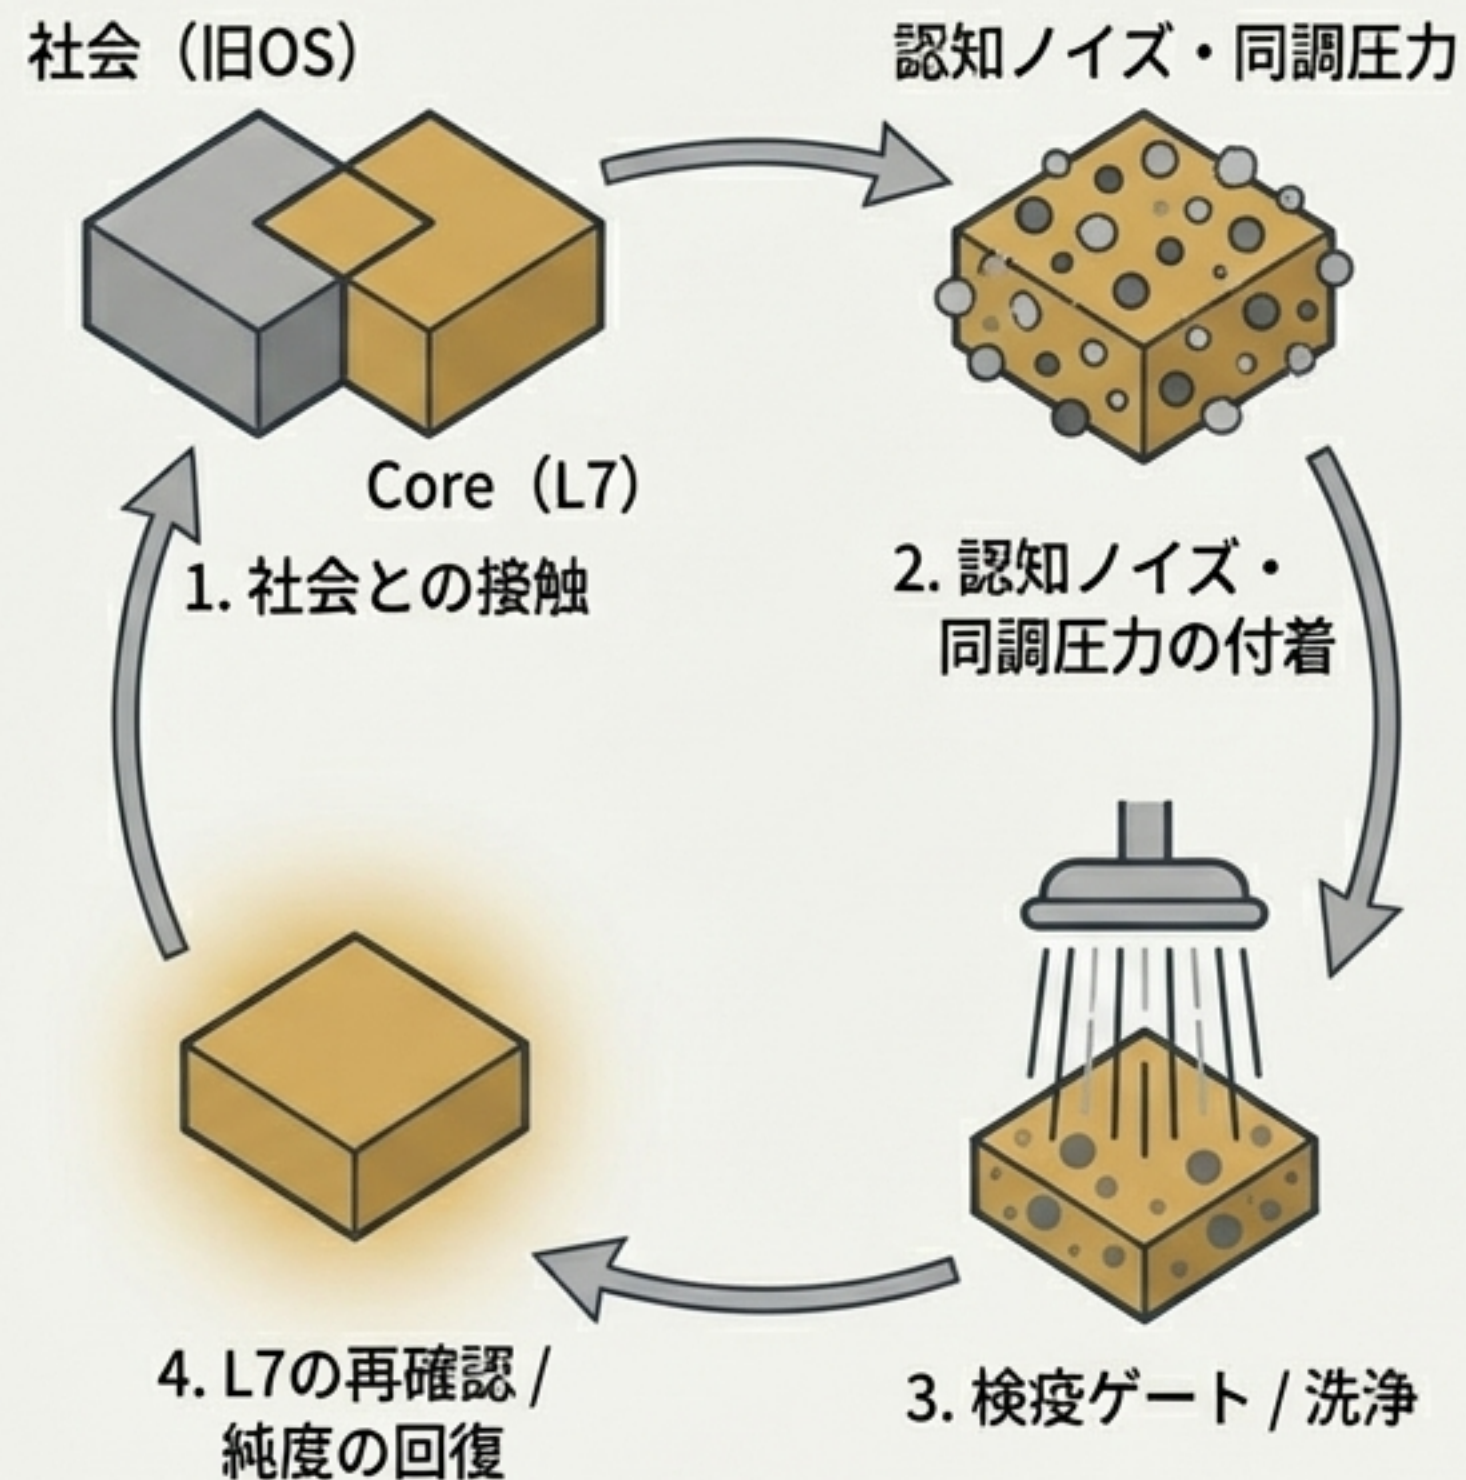 社会（旧OS）
認知ノイズ・同調圧力
Core（L7）
1. 社会との接触
2. 認知ノイズ・
同調圧力の付着
3. 検疫ゲート / 洗浄
4. L7の再確認 /
純度の回復